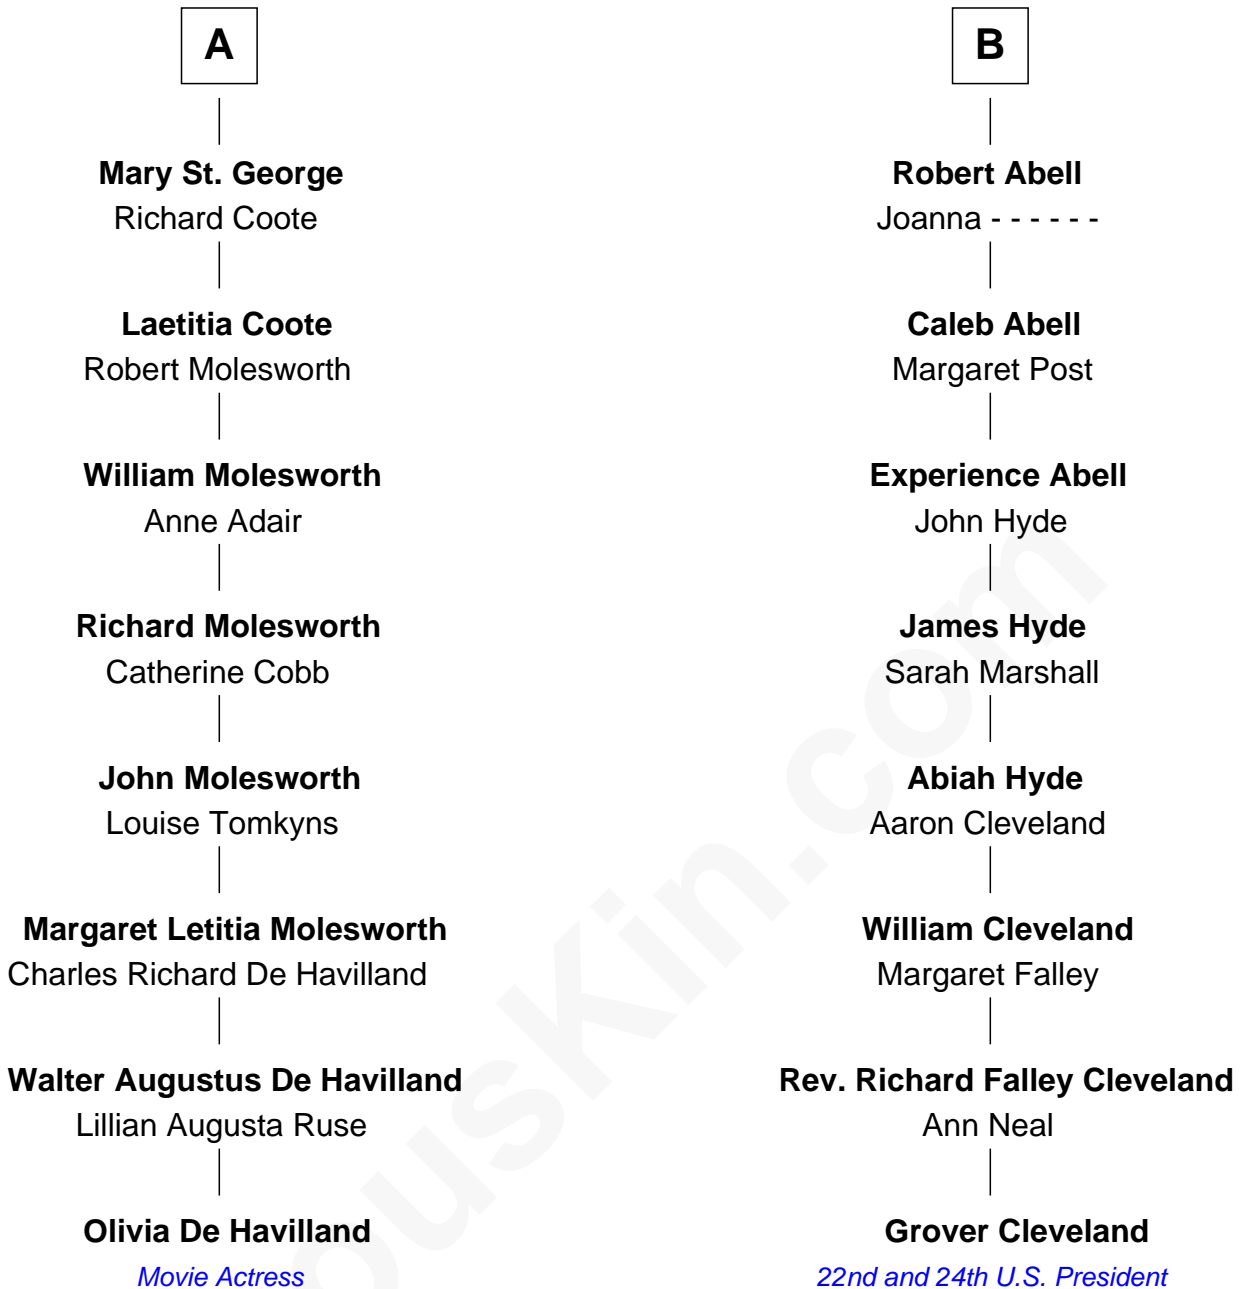 A
Mary St. George
Richard Coote
Laetitia Coote
Robert Molesworth
William Molesworth
Anne Adair
Richard Molesworth
Catherine Cobb
John Molesworth
Louise Tomkyns
Margaret Letitia Molesworth
Charles Richard De Havilland
Walter Augustus De Havilland
Lillian Augusta Ruse
Olivia De Havilland
Movie Actress
B
Robert Abell
Joanna - - - - - -
Caleb Abell
Margaret Post
Experience Abell
John Hyde
James Hyde
Sarah Marshall
Abiah Hyde
Aaron Cleveland
William Cleveland
Margaret Falley
Rev. Richard Falley Cleveland
Ann Neal
Grover Cleveland
22nd and 24th U.S. President
ousKin.com